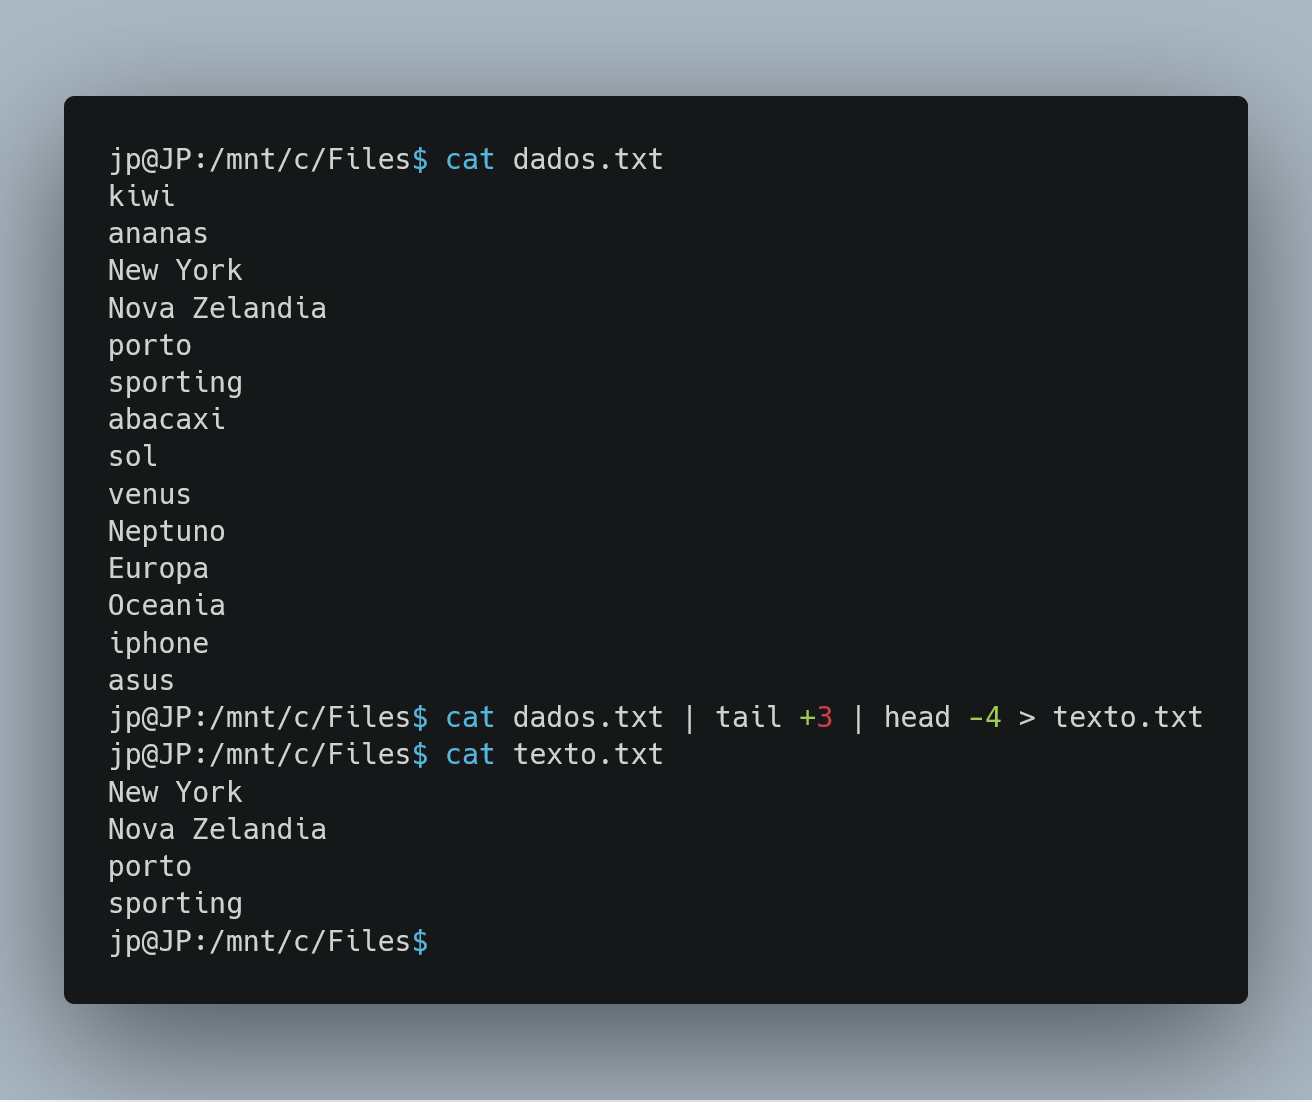 jp@JP:/mnt/c/Files$ cat dados.txt
kiwi
ananas
New York
Nova Zelandia
porto
sporting
abacaxi
sol
venus
Neptuno
Europa
Oceania
iphone
asus
jp@JP:/mnt/c/Files$ cat dados.txt | tail +3 | head -4 > texto.txt
jp@JP:/mnt/c/Files$ cat texto.txt
New York
Nova Zelandia
porto
sporting
jp@JP:/mnt/c/Files$